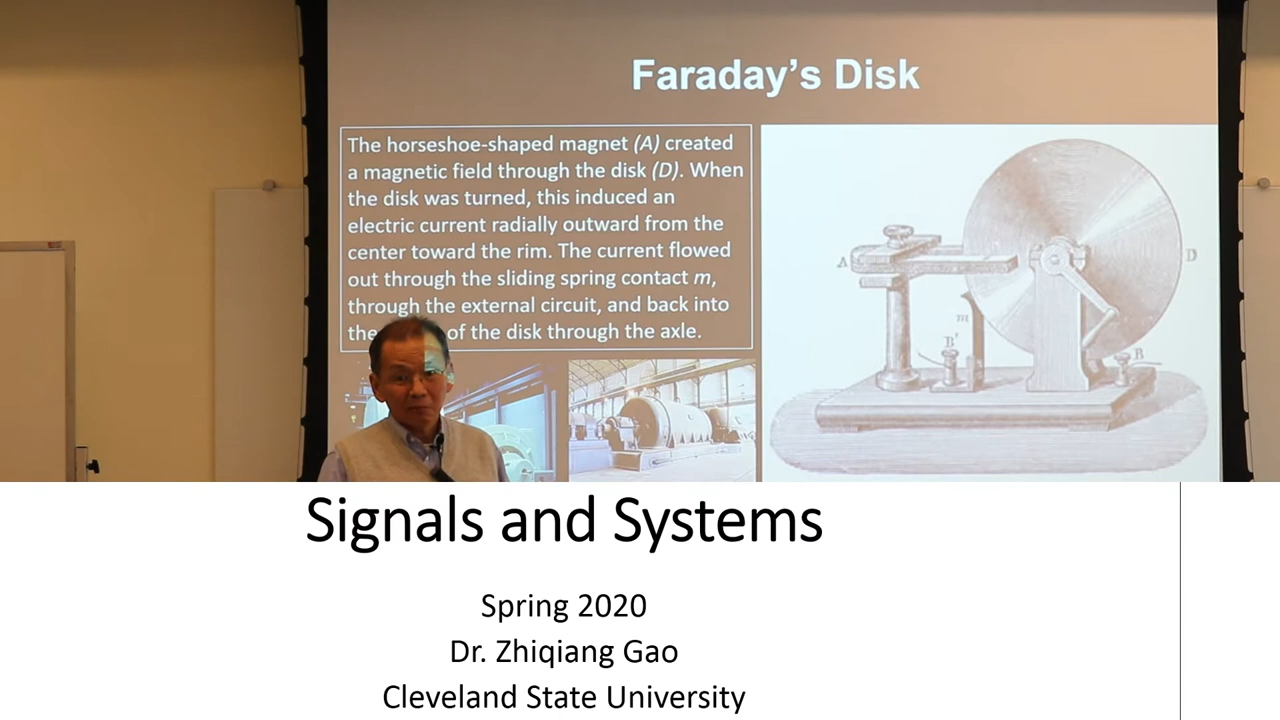 Faraday's Disk
The horseshoe-shaped magnet (A) created
a magnetic field through the disk (D). When
the disk was turned, this induced an
electric current radially outward from the
center toward the rim. The current flowed
out through the sliding spring contact m,
through the external circuit, and back into
the of the disk through the axle.
A
D
m
B'
B
Signals and Systems
Spring 2020
Dr. Zhiqiang Gao
Cleveland State University